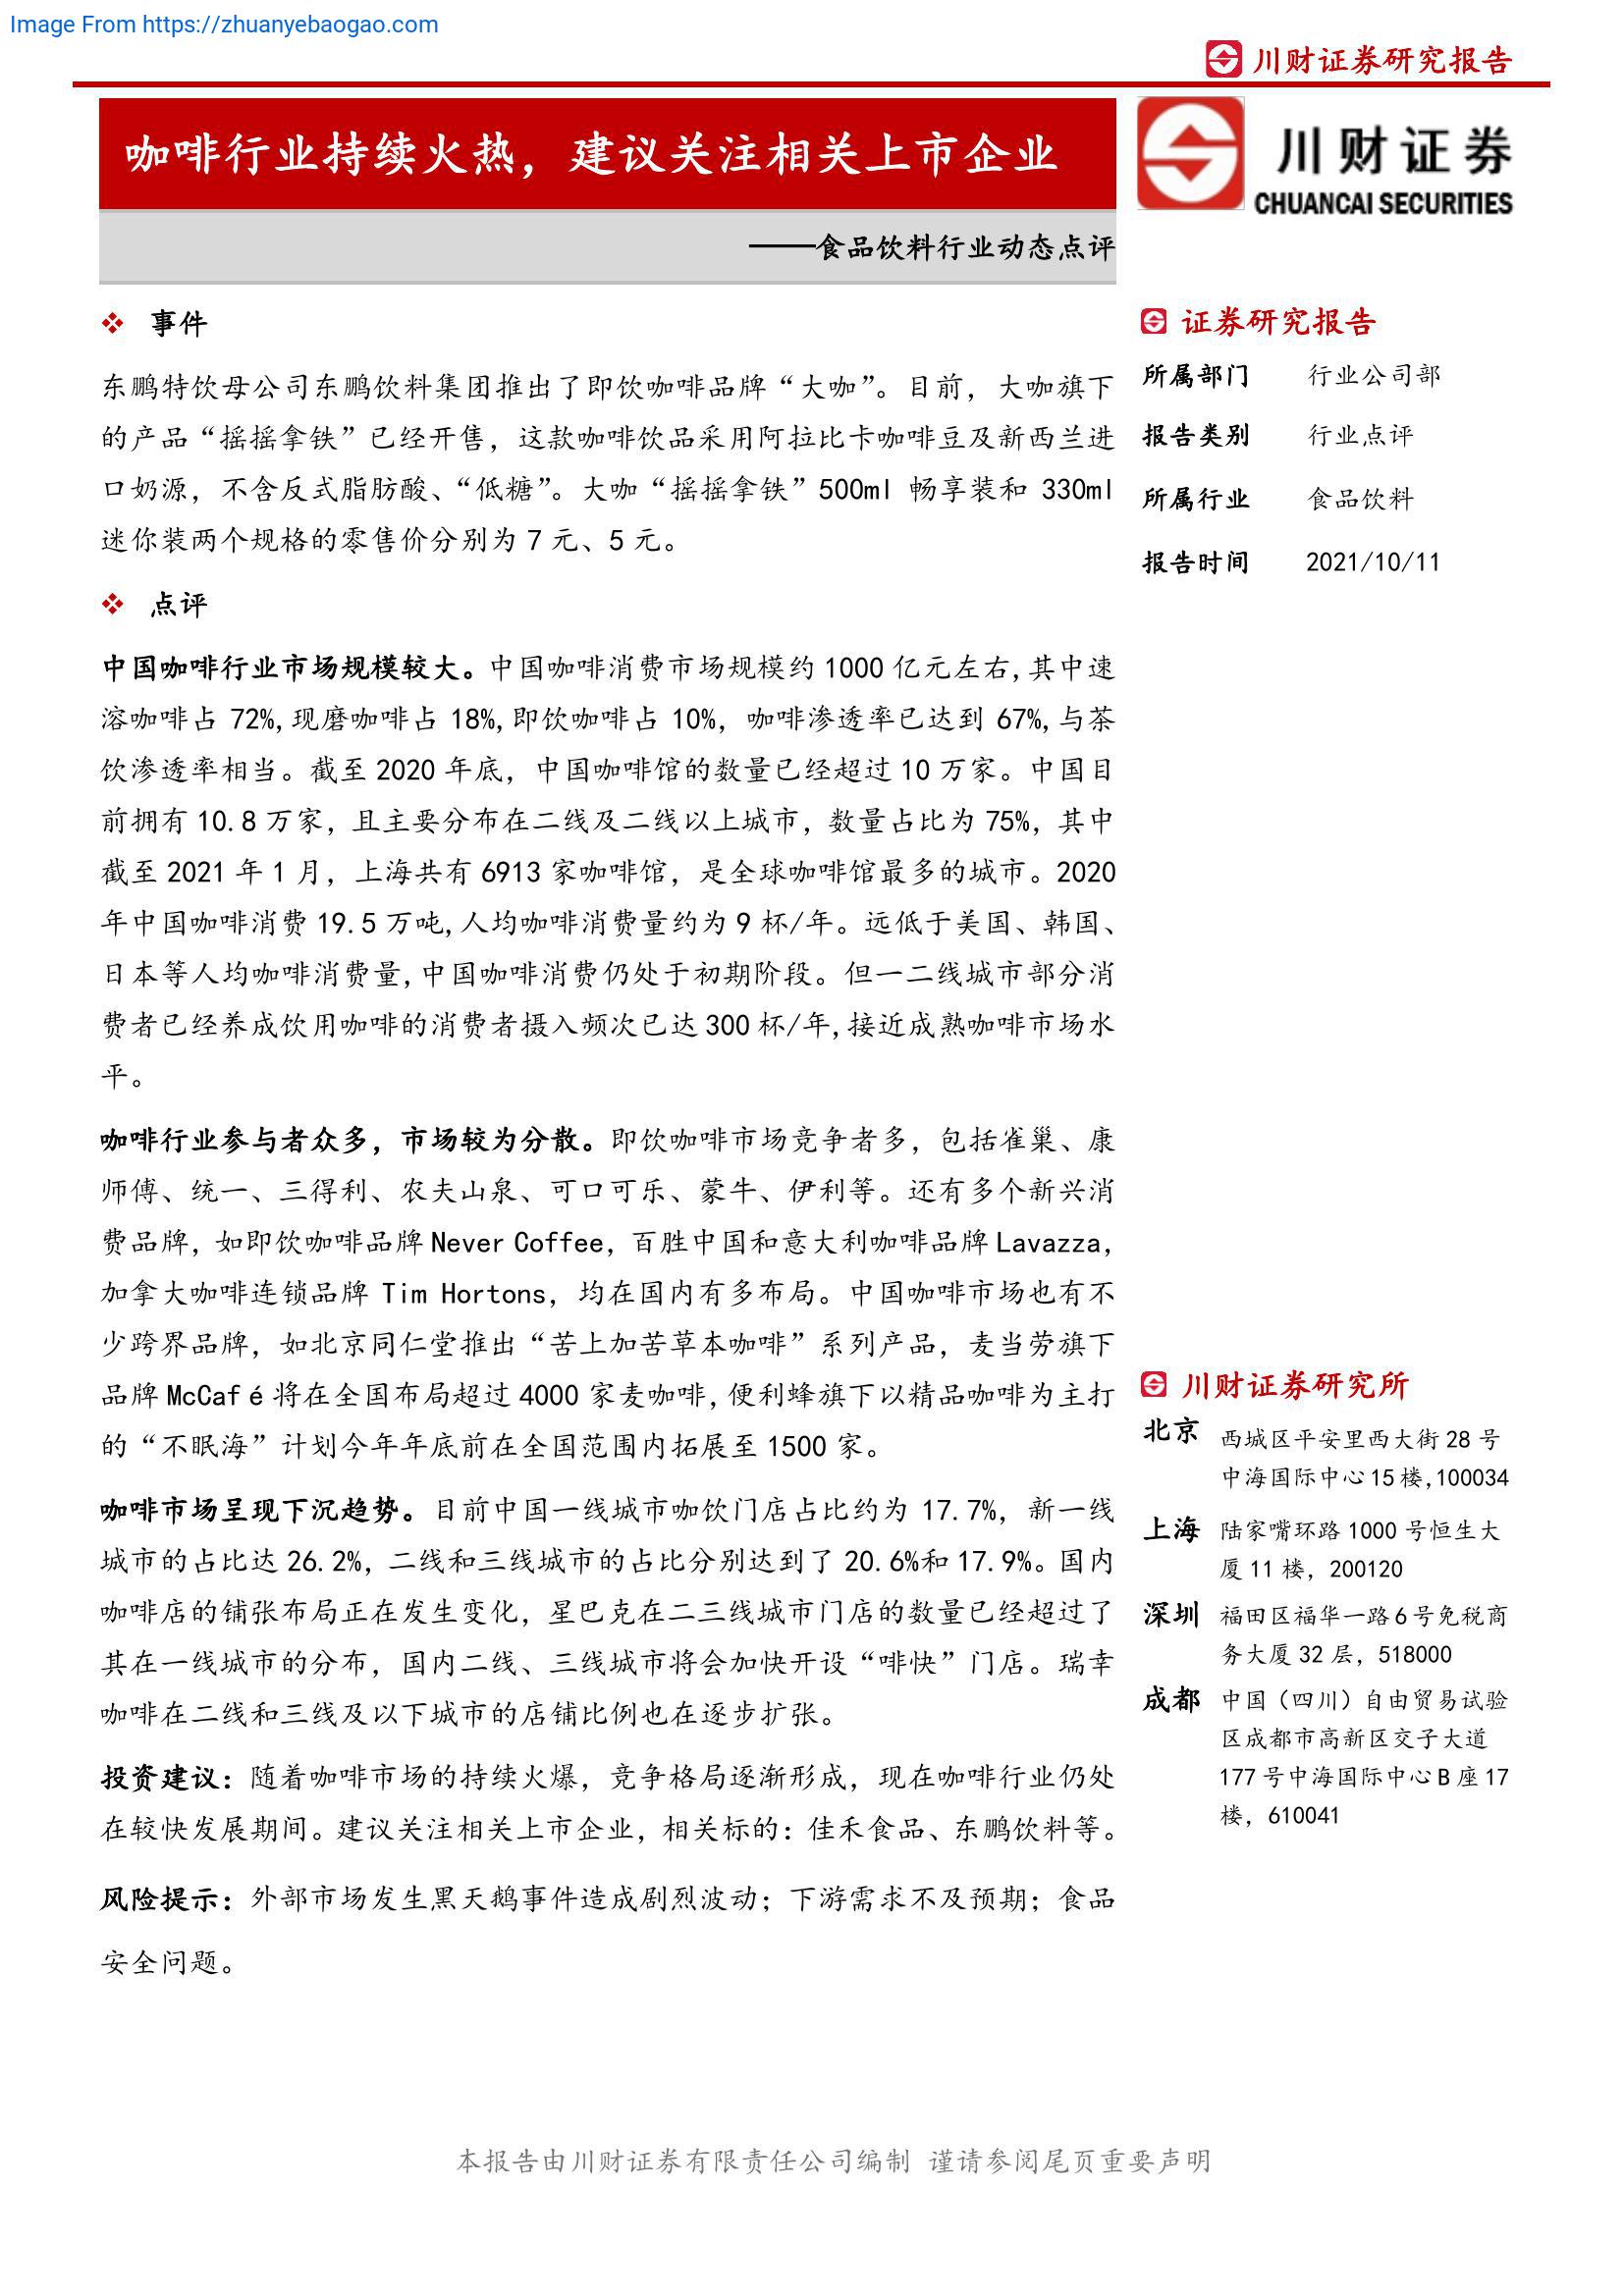 Image From https://zhuanyebaogao.com
川财证券研究报告
咖啡行业持续火热，建议关注相关上市企业
——食品饮料行业动态点评
川财证券
CHUANCAI SECURITIES
❖ 事件
东鹏特饮母公司东鹏饮料集团推出了即饮咖啡品牌“大咖”。目前，大咖旗下
的产品“摇摇拿铁”已经开售，这款咖啡饮品采用阿拉比卡咖啡豆及新西兰进
口奶源，不含反式脂肪酸、“低糖”。大咖“摇摇拿铁”500ml 畅享装和 330ml
迷你装两个规格的零售价分别为 7 元、5 元。
❖ 点评
中国咖啡行业市场规模较大。中国咖啡消费市场规模约 1000 亿元左右,其中速
溶咖啡占 72%,现磨咖啡占 18%,即饮咖啡占 10%，咖啡渗透率已达到 67%,与茶
饮渗透率相当。截至 2020 年底，中国咖啡馆的数量已经超过 10 万家。中国目
前拥有 10.8 万家，且主要分布在二线及二线以上城市，数量占比为 75%，其中
截至 2021 年 1 月，上海共有 6913 家咖啡馆，是全球咖啡馆最多的城市。2020
年中国咖啡消费 19.5 万吨,人均咖啡消费量约为 9 杯/年。远低于美国、韩国、
日本等人均咖啡消费量,中国咖啡消费仍处于初期阶段。但一二线城市部分消
费者已经养成饮用咖啡的消费者摄入频次已达 300 杯/年,接近成熟咖啡市场水
平。
咖啡行业参与者众多，市场较为分散。即饮咖啡市场竞争者多，包括雀巢、康
师傅、统一、三得利、农夫山泉、可口可乐、蒙牛、伊利等。还有多个新兴消
费品牌，如即饮咖啡品牌 Never Coffee，百胜中国和意大利咖啡品牌 Lavazza，
加拿大咖啡连锁品牌 Tim Hortons，均在国内有多布局。中国咖啡市场也有不
少跨界品牌，如北京同仁堂推出“苦上加苦草本咖啡”系列产品，麦当劳旗下
品牌 McCafé 将在全国布局超过 4000 家麦咖啡,便利蜂旗下以精品咖啡为主打
的“不眠海”计划今年年底前在全国范围内拓展至 1500 家。
咖啡市场呈现下沉趋势。目前中国一线城市咖饮门店占比约为 17.7%，新一线
城市的占比达 26.2%，二线和三线城市的占比分别达到了 20.6%和 17.9%。国内
咖啡店的铺张布局正在发生变化，星巴克在二三线城市门店的数量已经超过了
其在一线城市的分布，国内二线、三线城市将会加快开设“啡快”门店。瑞幸
咖啡在二线和三线及以下城市的店铺比例也在逐步扩张。
投资建议：随着咖啡市场的持续火爆，竞争格局逐渐形成，现在咖啡行业仍处
在较快发展期间。建议关注相关上市企业，相关标的：佳禾食品、东鹏饮料等。
风险提示：外部市场发生黑天鹅事件造成剧烈波动；下游需求不及预期；食品
安全问题。
证券研究报告
所属部门 行业公司部
报告类别 行业点评
所属行业 食品饮料
报告时间 2021/10/11
川财证券研究所
北京 西城区平安里西大街 28 号
中海国际中心 15 楼,100034
上海 陆家嘴环路 1000 号恒生大
厦 11 楼，200120
深圳 福田区福华一路 6 号免税商
务大厦 32 层，518000
成都 中国（四川）自由贸易试验
区成都市高新区交子大道
177 号中海国际中心 B 座 17
楼，610041
本报告由川财证券有限责任公司编制 谨请参阅尾页重要声明